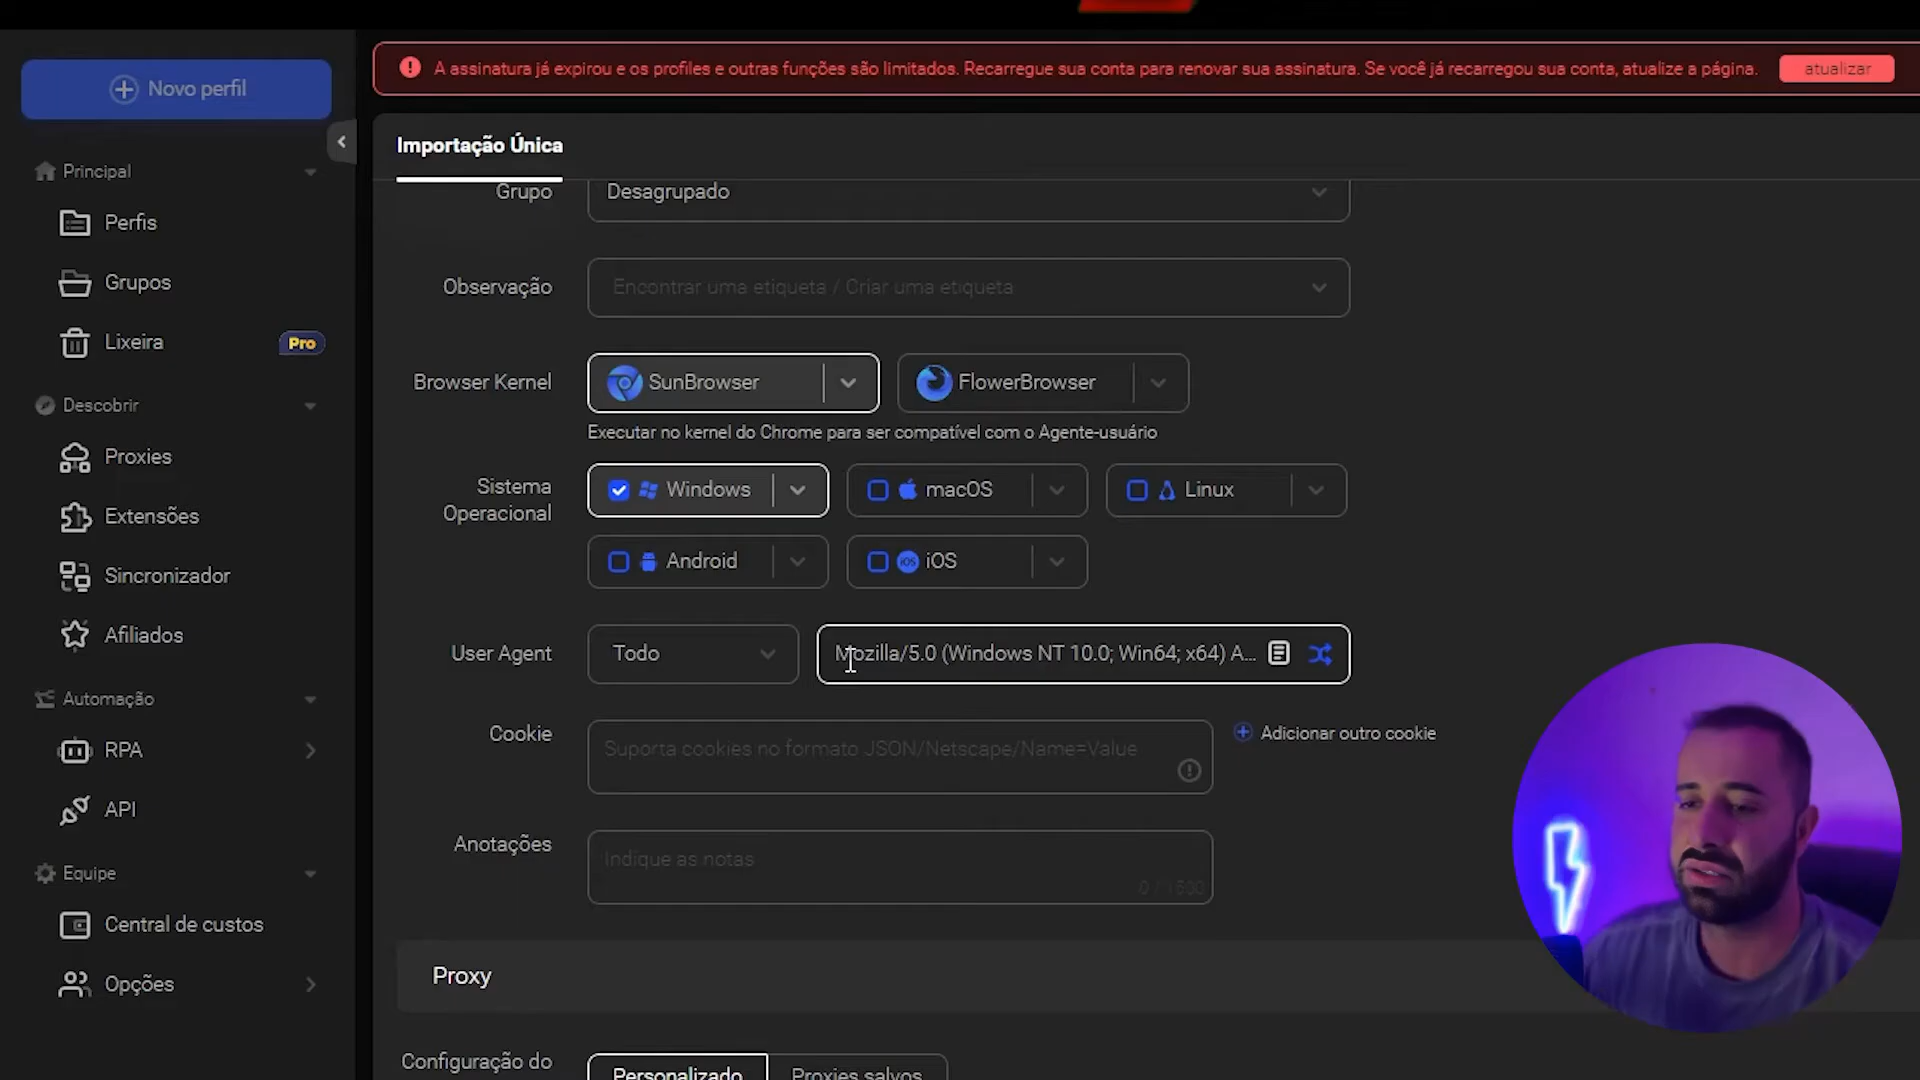 A assinatura já expirou e os profiles e outras funções são limitados. Recarregue sua conta para renovar sua assinatura. Se você já recarregou sua conta, atualize a página.
atualizar
Novo perfil
Principal
Perfis
Grupos
Lixeira
Pro
Descobrir
Proxies
Extensões
Sincronizador
Afiliados
Automação
RPA
API
Equipe
Central de custos
Opções
Importação Única
Grupo
Desagrupado
Observação
Encontrar uma etiqueta / Criar uma etiqueta
Browser Kernel
SunBrowser
FlowerBrowser
Executar no kernel do Chrome para ser compatível com o Agente-usuário
Sistema
Operacional
Windows
macOS
Linux
Android
iOS
iOS
User Agent
Todo
Mozilla/5.0 (Windows NT 10.0; Win64; x64) A...
Cookie
Suporta cookies no formato JSON/Netscape/Name=Value
Adicionar outro cookie
Anotações
Indique as notas
0 / 1500
Proxy
Configuração do
Personalizado
Proxies salvos